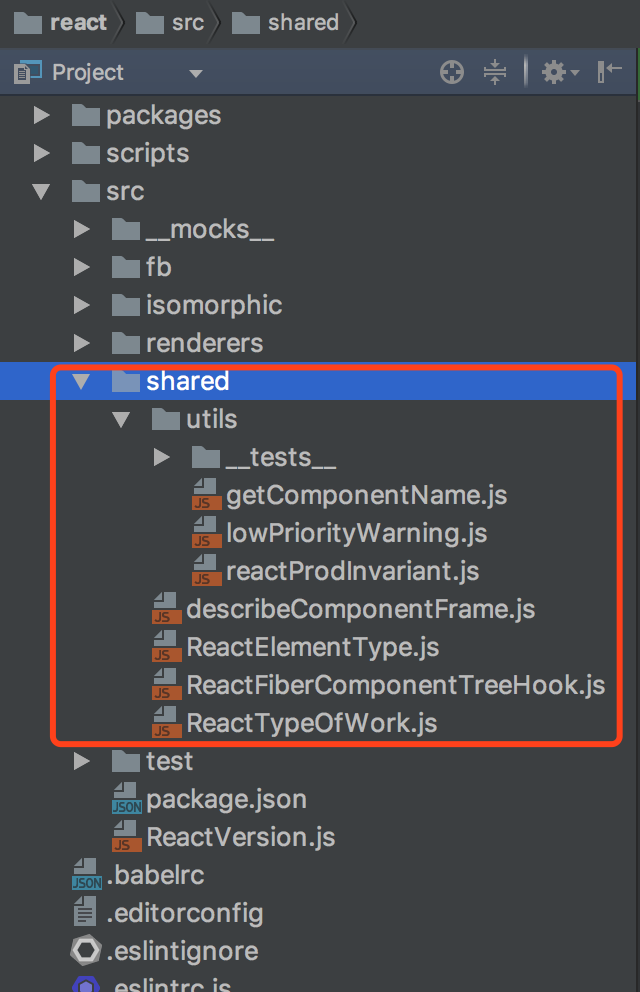 react src shared
Project
packages
scripts
src
__mocks__
fb
isomorphic
renderers
shared
utils
__tests__
JS getComponentName.js
JS lowPriorityWarning.js
JS reactProdInvariant.js
JS describeComponentFrame.js
JS ReactElementType.js
JS ReactFiberComponentTreeHook.js
JS ReactTypeOfWork.js
test
JSON package.json
JS ReactVersion.js
JSON .babelrc
.editorconfig
.eslintignore
.eslintrc.js